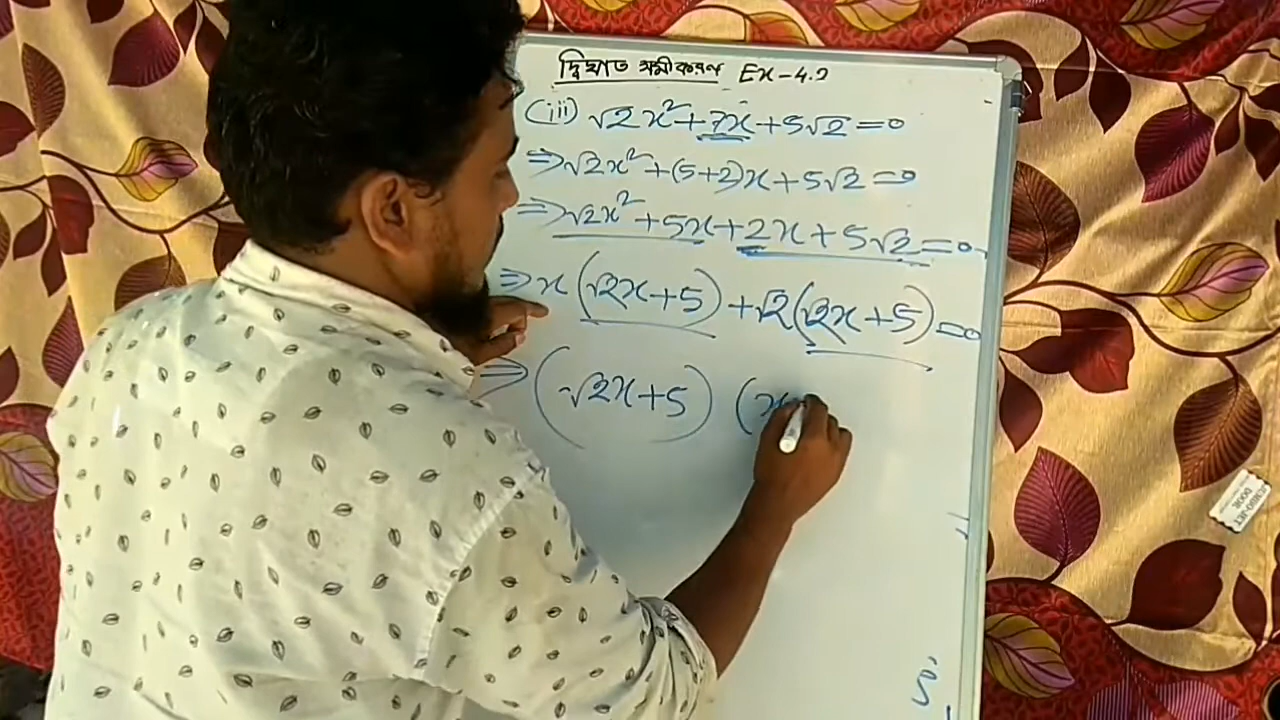 দ্বিঘাত সমীকৰণ Ex-4.2
(iii) √2x²+7x+5√2=0
⇒√2x²+(5+2)x+5√2=0
⇒√2x²+5x+2x+5√2=0
⇒x(√2x+5)+√2(√2x+5)=0
⇒(√2x+5)(x